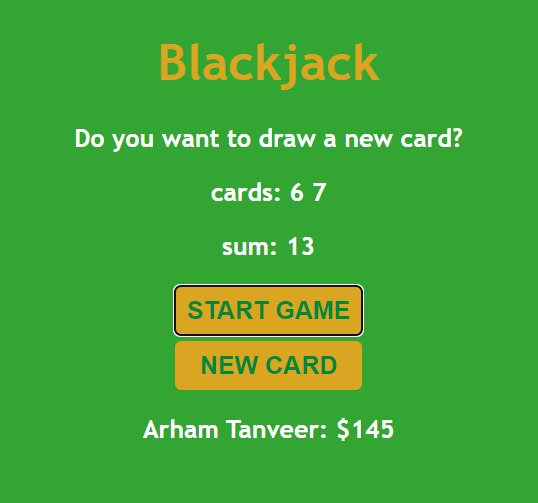 Blackjack
Do you want to draw a new card?
cards: 6 7
sum: 13
START GAME
NEW CARD
Arham Tanveer: $145